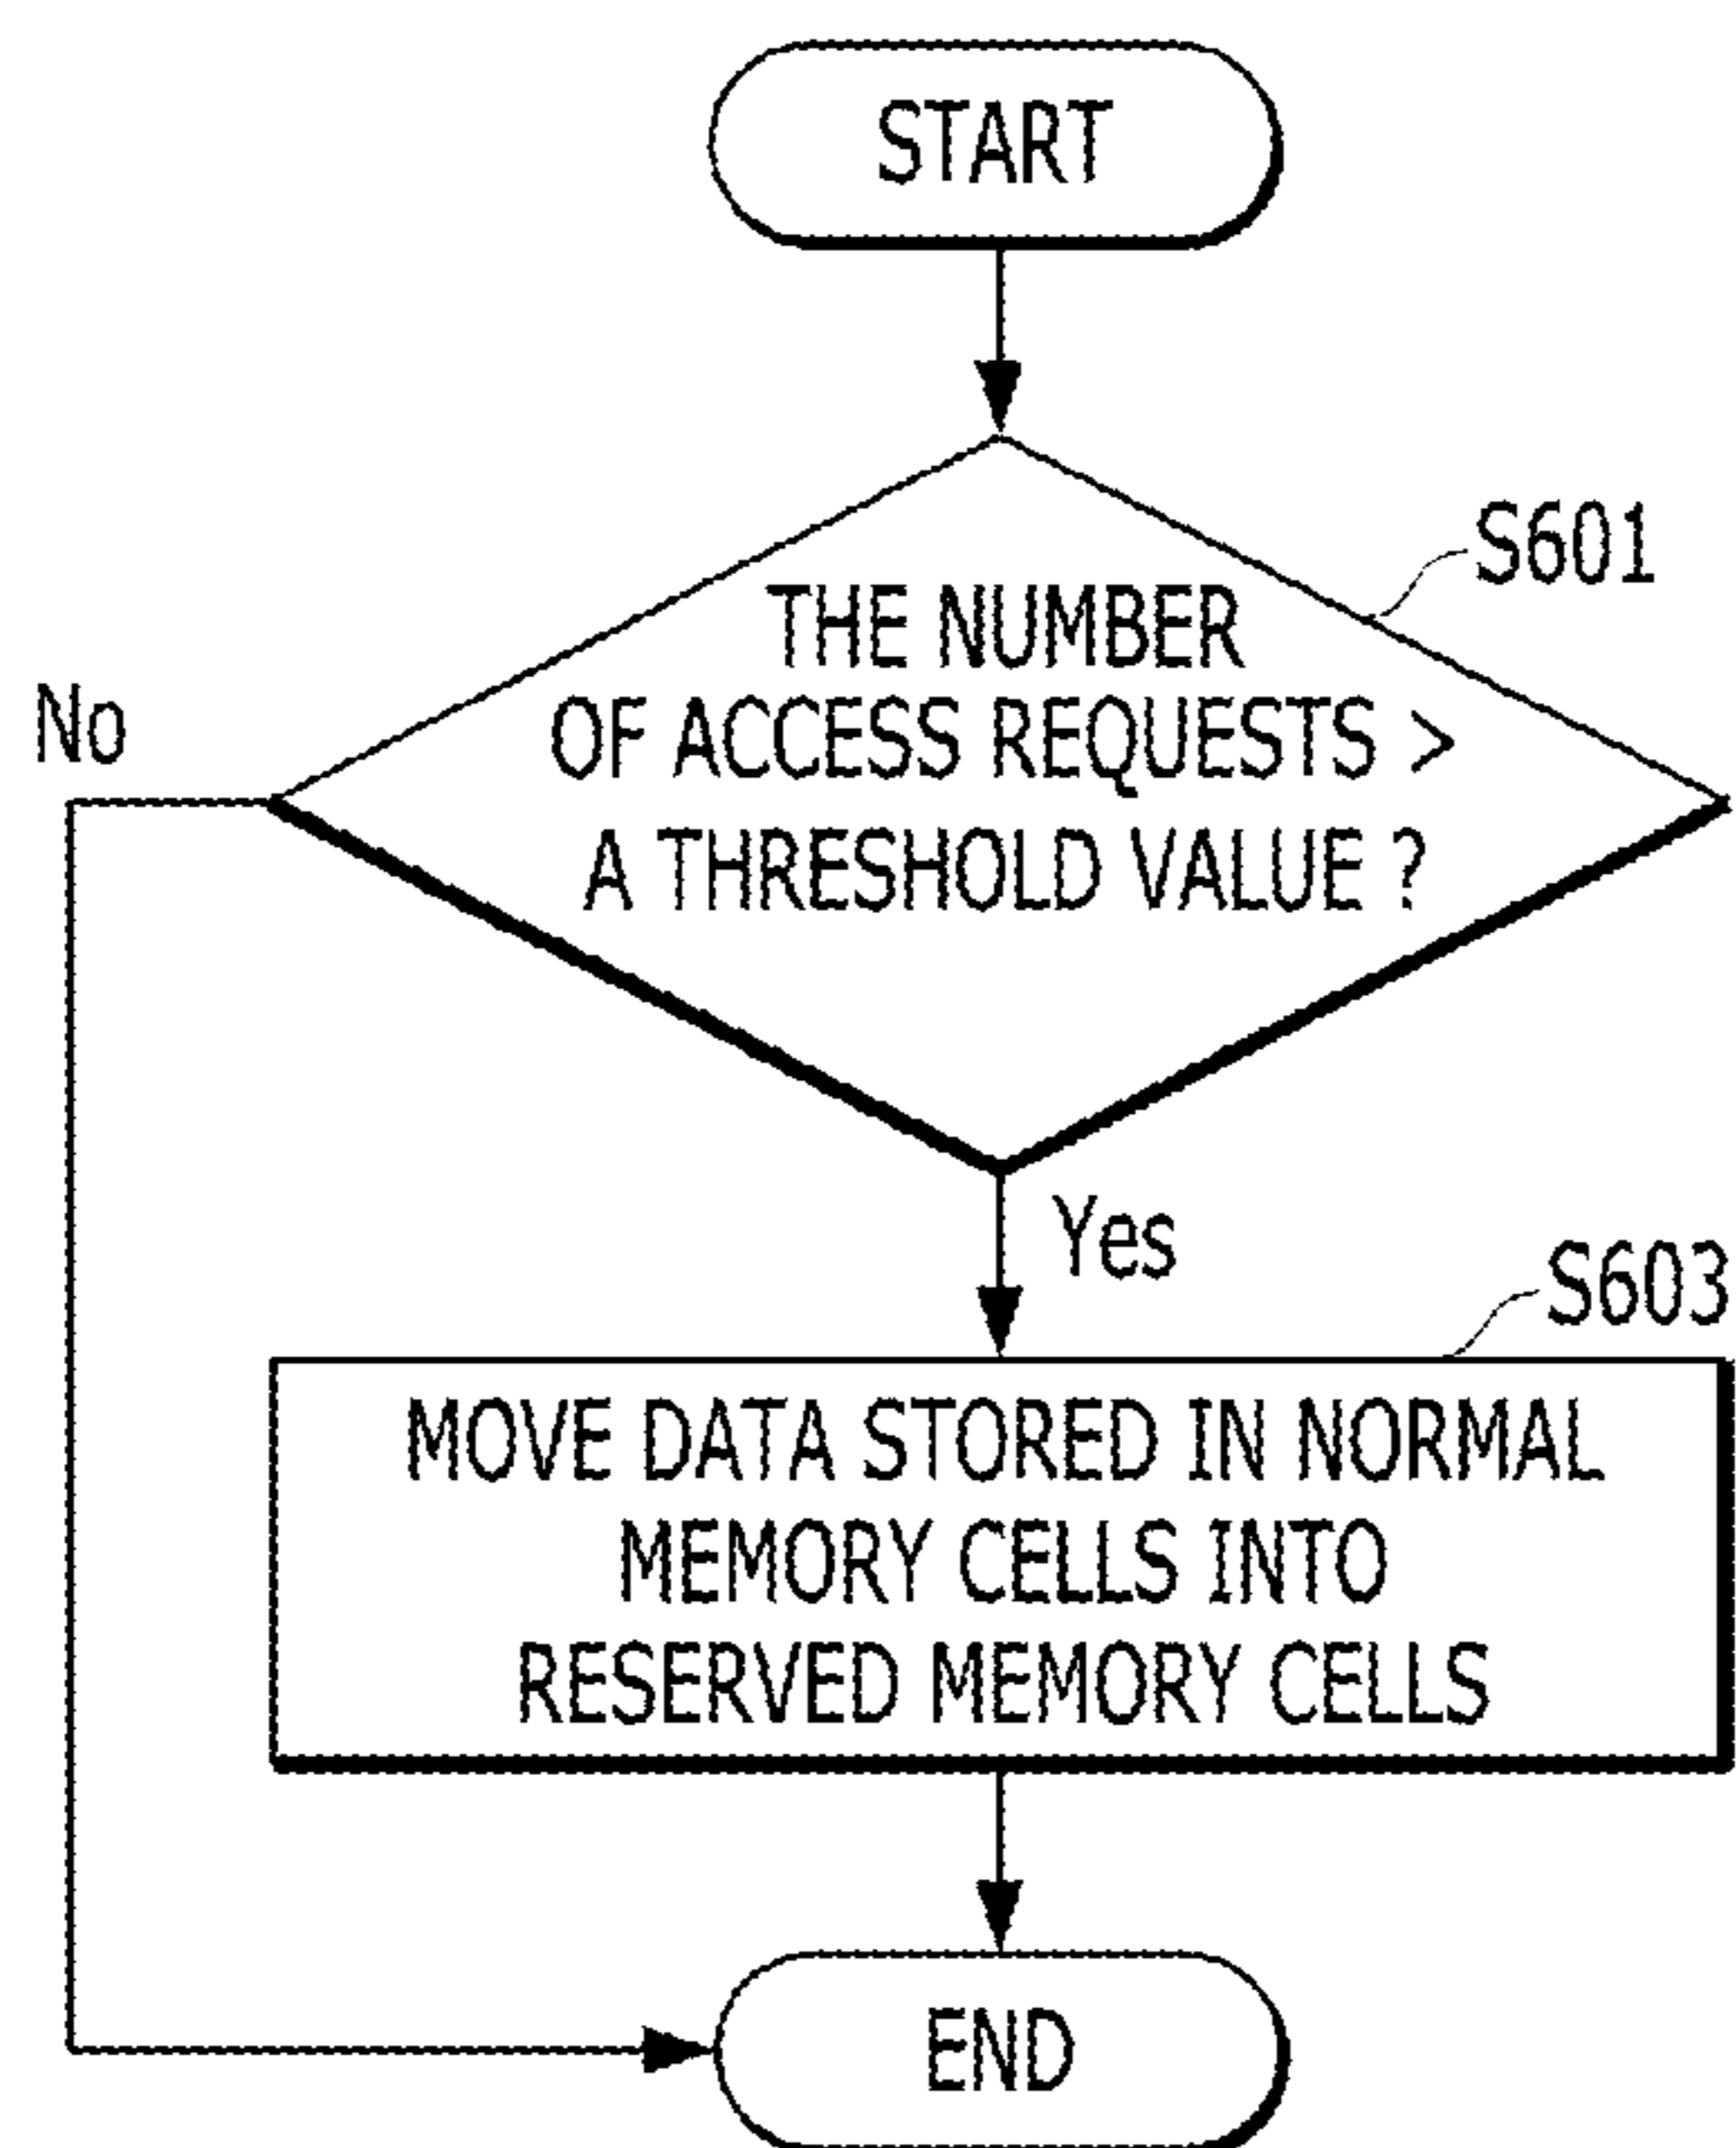 START
S601
THE NUMBER
OF ACCESS REQUESTS >
A THRESHOLD VALUE ?
No
Yes
S603
MOVE DATA STORED IN NORMAL
MEMORY CELLS INTO
RESERVED MEMORY CELLS
END